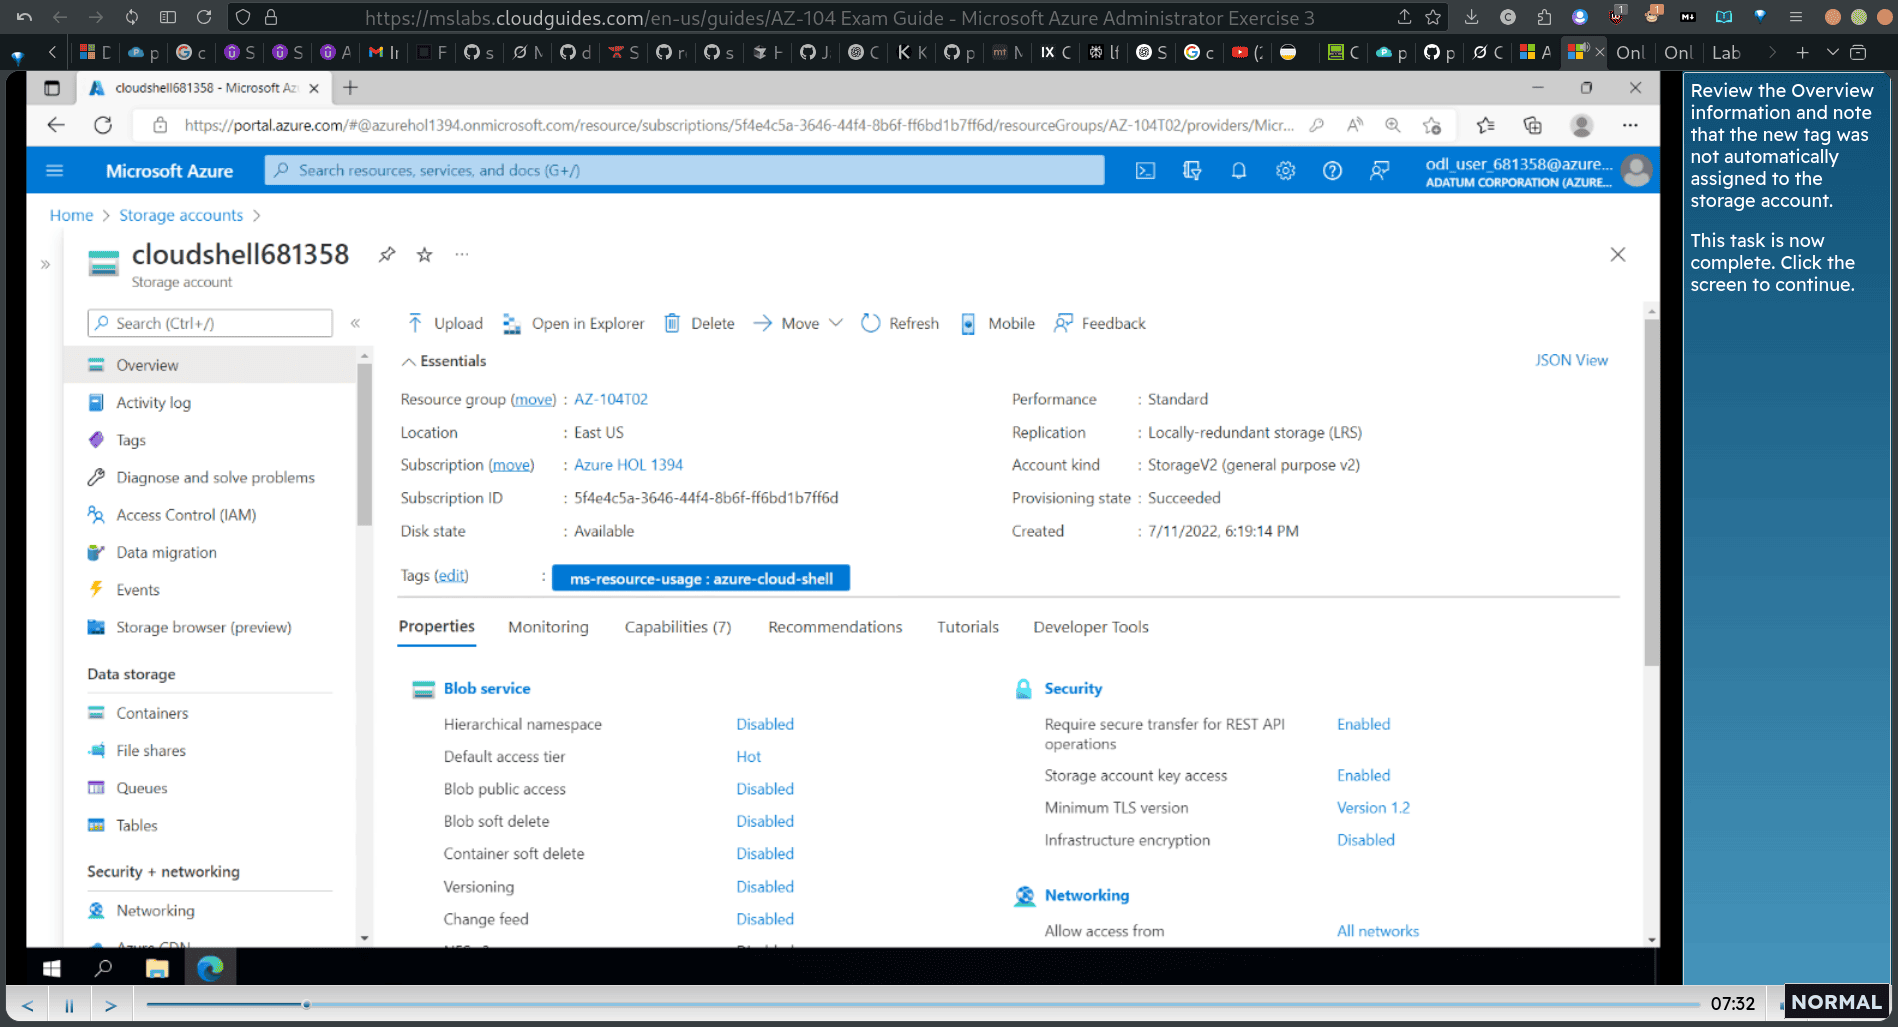 https://mslabs.cloudguides.com/en-us/guides/AZ-104 Exam Guide - Microsoft Azure Administrator Exercise 3
Onl
Onl
Lab
cloudshell681358 - Microsoft Az
https://portal.azure.com/#@azurehol1394.onmicrosoft.com/resource/subscriptions/5f4e4c5a-3646-44f4-8b6f-ff6bd1b7ff6d/resourceGroups/AZ-104T02/providers/Micr...
Microsoft Azure
Search resources, services, and docs (G+/)
odl_user_681358@azure...
ADATUM CORPORATION (AZURE...
Home > Storage accounts >
cloudshell681358
Storage account
Search (Ctrl+/)
Overview
Activity log
Tags
Diagnose and solve problems
Access Control (IAM)
Data migration
Events
Storage browser (preview)
Data storage
Containers
File shares
Queues
Tables
Security + networking
Networking
Azure CDN
Upload
Open in Explorer
Delete
Move
Refresh
Mobile
Feedback
Essentials
JSON View
Resource group (move) : AZ-104T02
Location : East US
Subscription (move) : Azure HOL 1394
Subscription ID : 5f4e4c5a-3646-44f4-8b6f-ff6bd1b7ff6d
Disk state : Available
Performance : Standard
Replication : Locally-redundant storage (LRS)
Account kind : StorageV2 (general purpose v2)
Provisioning state : Succeeded
Created : 7/11/2022, 6:19:14 PM
Tags (edit) : ms-resource-usage : azure-cloud-shell
Properties
Monitoring
Capabilities (7)
Recommendations
Tutorials
Developer Tools
Blob service
Hierarchical namespace Disabled
Default access tier Hot
Blob public access Disabled
Blob soft delete Disabled
Container soft delete Disabled
Versioning Disabled
Change feed Disabled
Security
Require secure transfer for REST API Enabled
operations
Storage account key access Enabled
Minimum TLS version Version 1.2
Infrastructure encryption Disabled
Networking
Allow access from All networks
Review the Overview
information and note
that the new tag was
not automatically
assigned to the
storage account.
This task is now
complete. Click the
screen to continue.
07:32
NORMAL